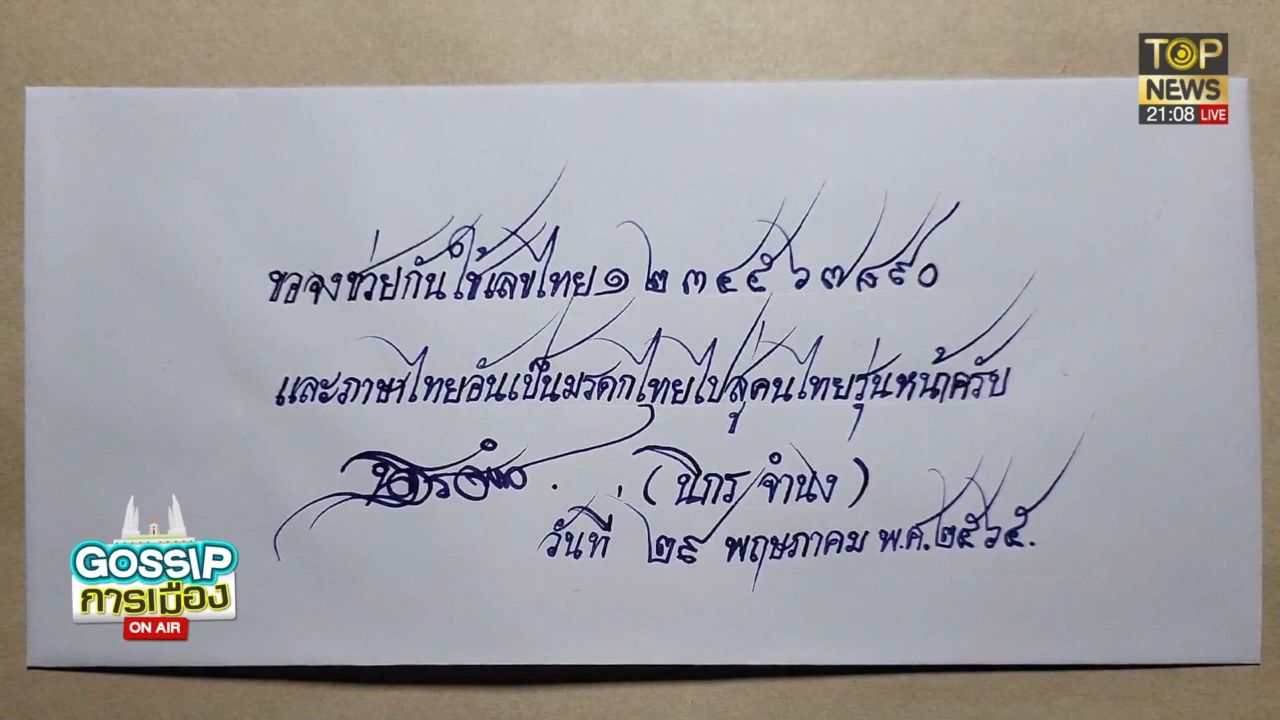 TOP
NEWS
21:08 LIVE
ขอจงช่วยกันใช้เลขไทย ๑ ๒ ๓ ๔ ๕ ๖ ๗ ๘ ๙ ๐
และภาษาไทยอันเป็นมรดกไทยไปสู่คนไทยรุ่นหน้าครับ
(นิกร จำนง)
วันที่ ๒๙ พฤษภาคม พ.ศ. ๒๕๖๕.
GOSSIP
การเมือง
ON AIR